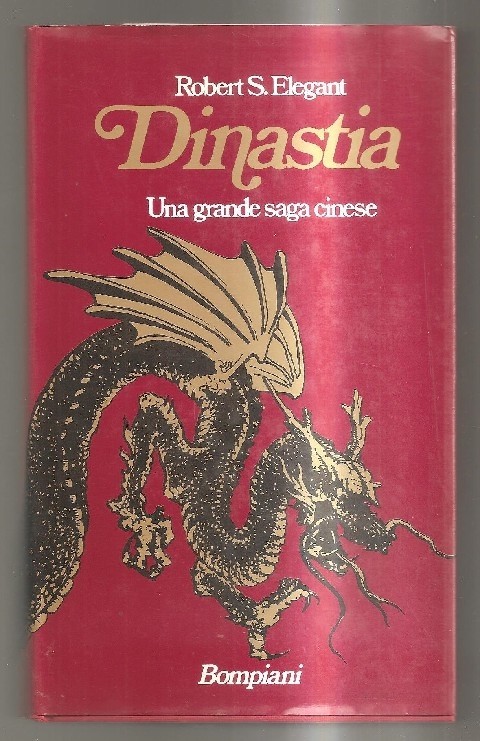 Robert S. Elegant
Dinastia
Una grande saga cinese
Bompiani